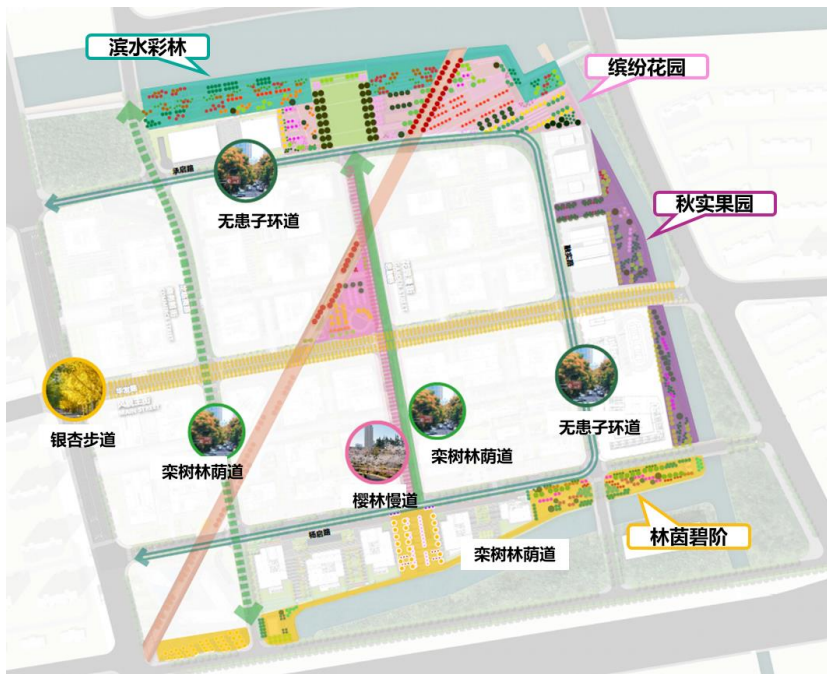 滨水彩林
缤纷花园
秋实果园
无患子环道
银杏步道
栾树林荫道
樱林慢道
栾树林荫道
无患子环道
林茵碧阶
栾树林荫道